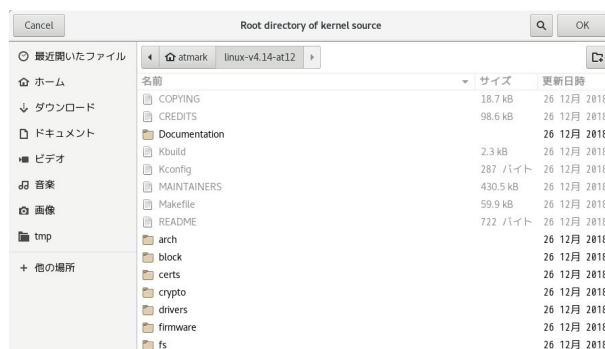 Cancel Root directory of kernel source OK
最近開いたファイル
ホーム
ダウンロード
ドキュメント
ビデオ
音楽
画像
tmp
+ 他の場所
atmark linux-v4.14-at12
名前 サイズ 更新日時
COPYING 18.7 kB 26 12月 2018
CREDITS 98.6 kB 26 12月 2018
Documentation 26 12月 2018
Kbuild 2.3 kB 26 12月 2018
Kconfig 287 バイト 26 12月 2018
MAINTAINERS 430.5 kB 26 12月 2018
Makefile 59.9 kB 26 12月 2018
README 722 バイト 26 12月 2018
arch 26 12月 2018
block 26 12月 2018
certs 26 12月 2018
crypto 26 12月 2018
drivers 26 12月 2018
firmware 26 12月 2018
fs 26 12月 2018